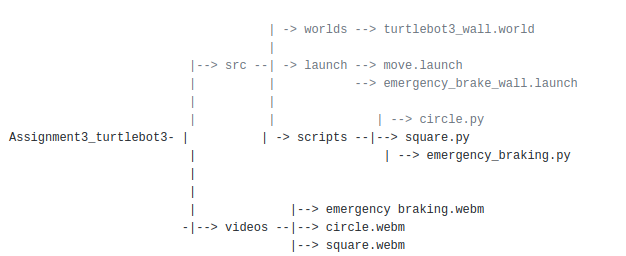 | -> worlds --> turtlebot3_wall.world
|
|--> src --| -> launch --> move.launch
| | --> emergency_brake_wall.launch
| |
| | | --> circle.py
Assignment3_turtlebot3- | | -> scripts --|--> square.py
| | --> emergency_braking.py
|
|
| |--> emergency braking.webm
-|--> videos --|--> circle.webm
|--> square.webm